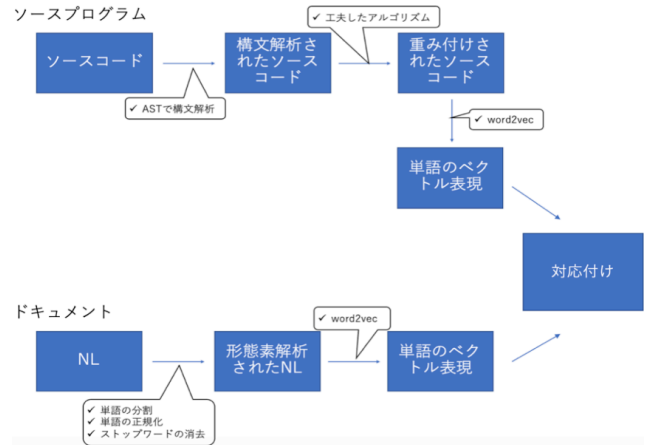 ソースプログラム
✓ 工夫したアルゴリズム
ソースコード
構文解析さ
れたソース
コード
重み付けさ
れたソース
コード
✓ ASTで構文解析
✓ word2vec
単語のベク
トル表現
対応付け
ドキュメント
✓ word2vec
NL
形態素解析
されたNL
単語のベク
トル表現
✓ 単語の分割
✓ 単語の正規化
✓ ストップワードの消去